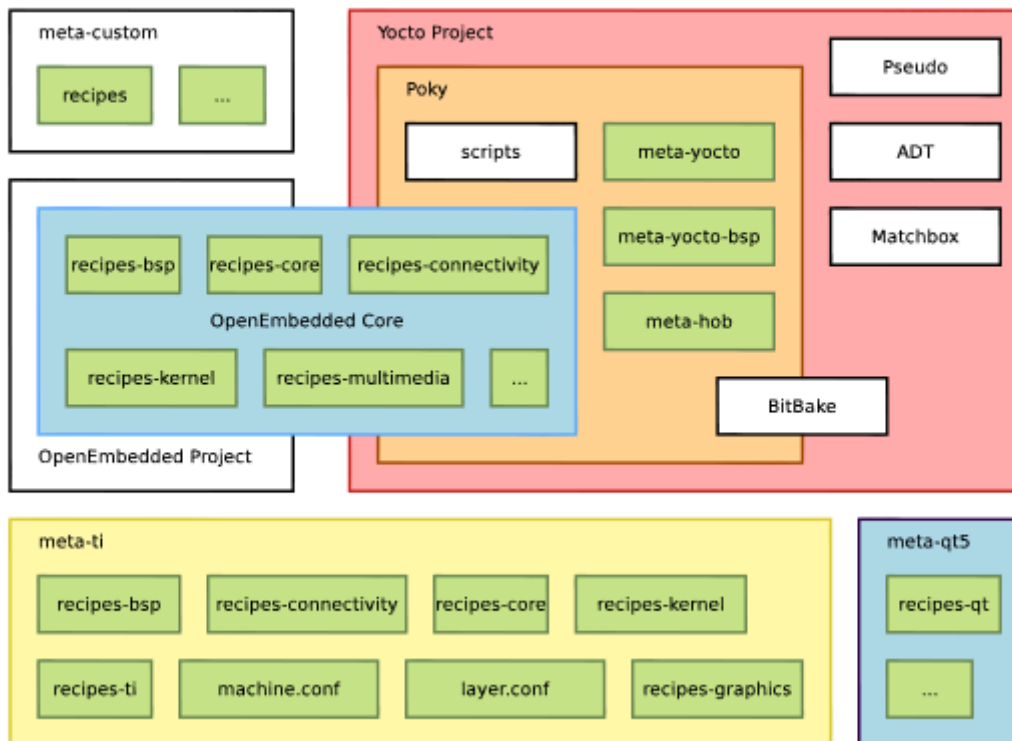 meta-custom
recipes
...
Yocto Project
Poky
scripts
meta-yocto
meta-yocto-bsp
meta-hob
BitBake
Pseudo
ADT
Matchbox
recipes-bsp
recipes-core
recipes-connectivity
OpenEmbedded Core
recipes-kernel
recipes-multimedia
...
OpenEmbedded Project
meta-ti
recipes-bsp
recipes-connectivity
recipes-core
recipes-kernel
recipes-ti
machine.conf
layer.conf
recipes-graphics
meta-qt5
recipes-qt
...